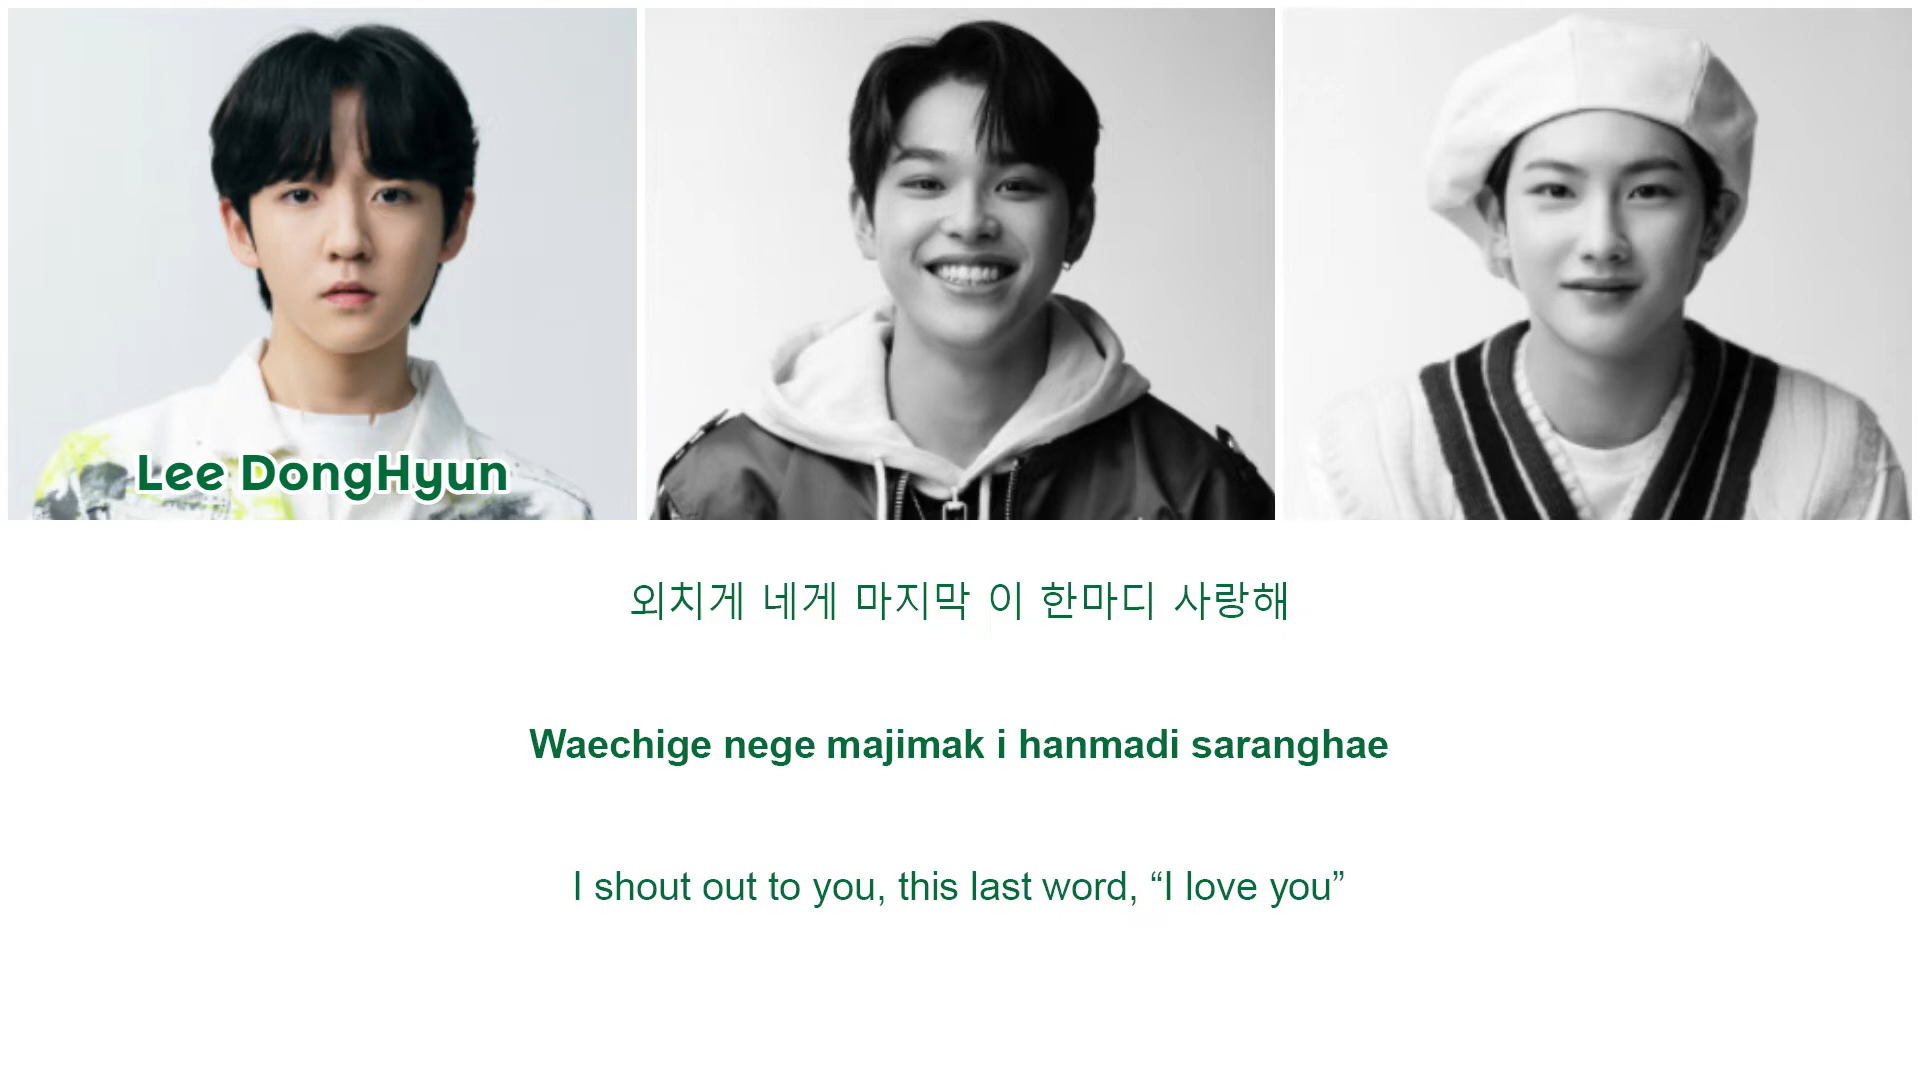 Lee DongHyun
외치게 네게 마지막 이 한마디 사랑해
Waechige nege majimak i hanmadi saranghae
I shout out to you, this last word, “I love you”